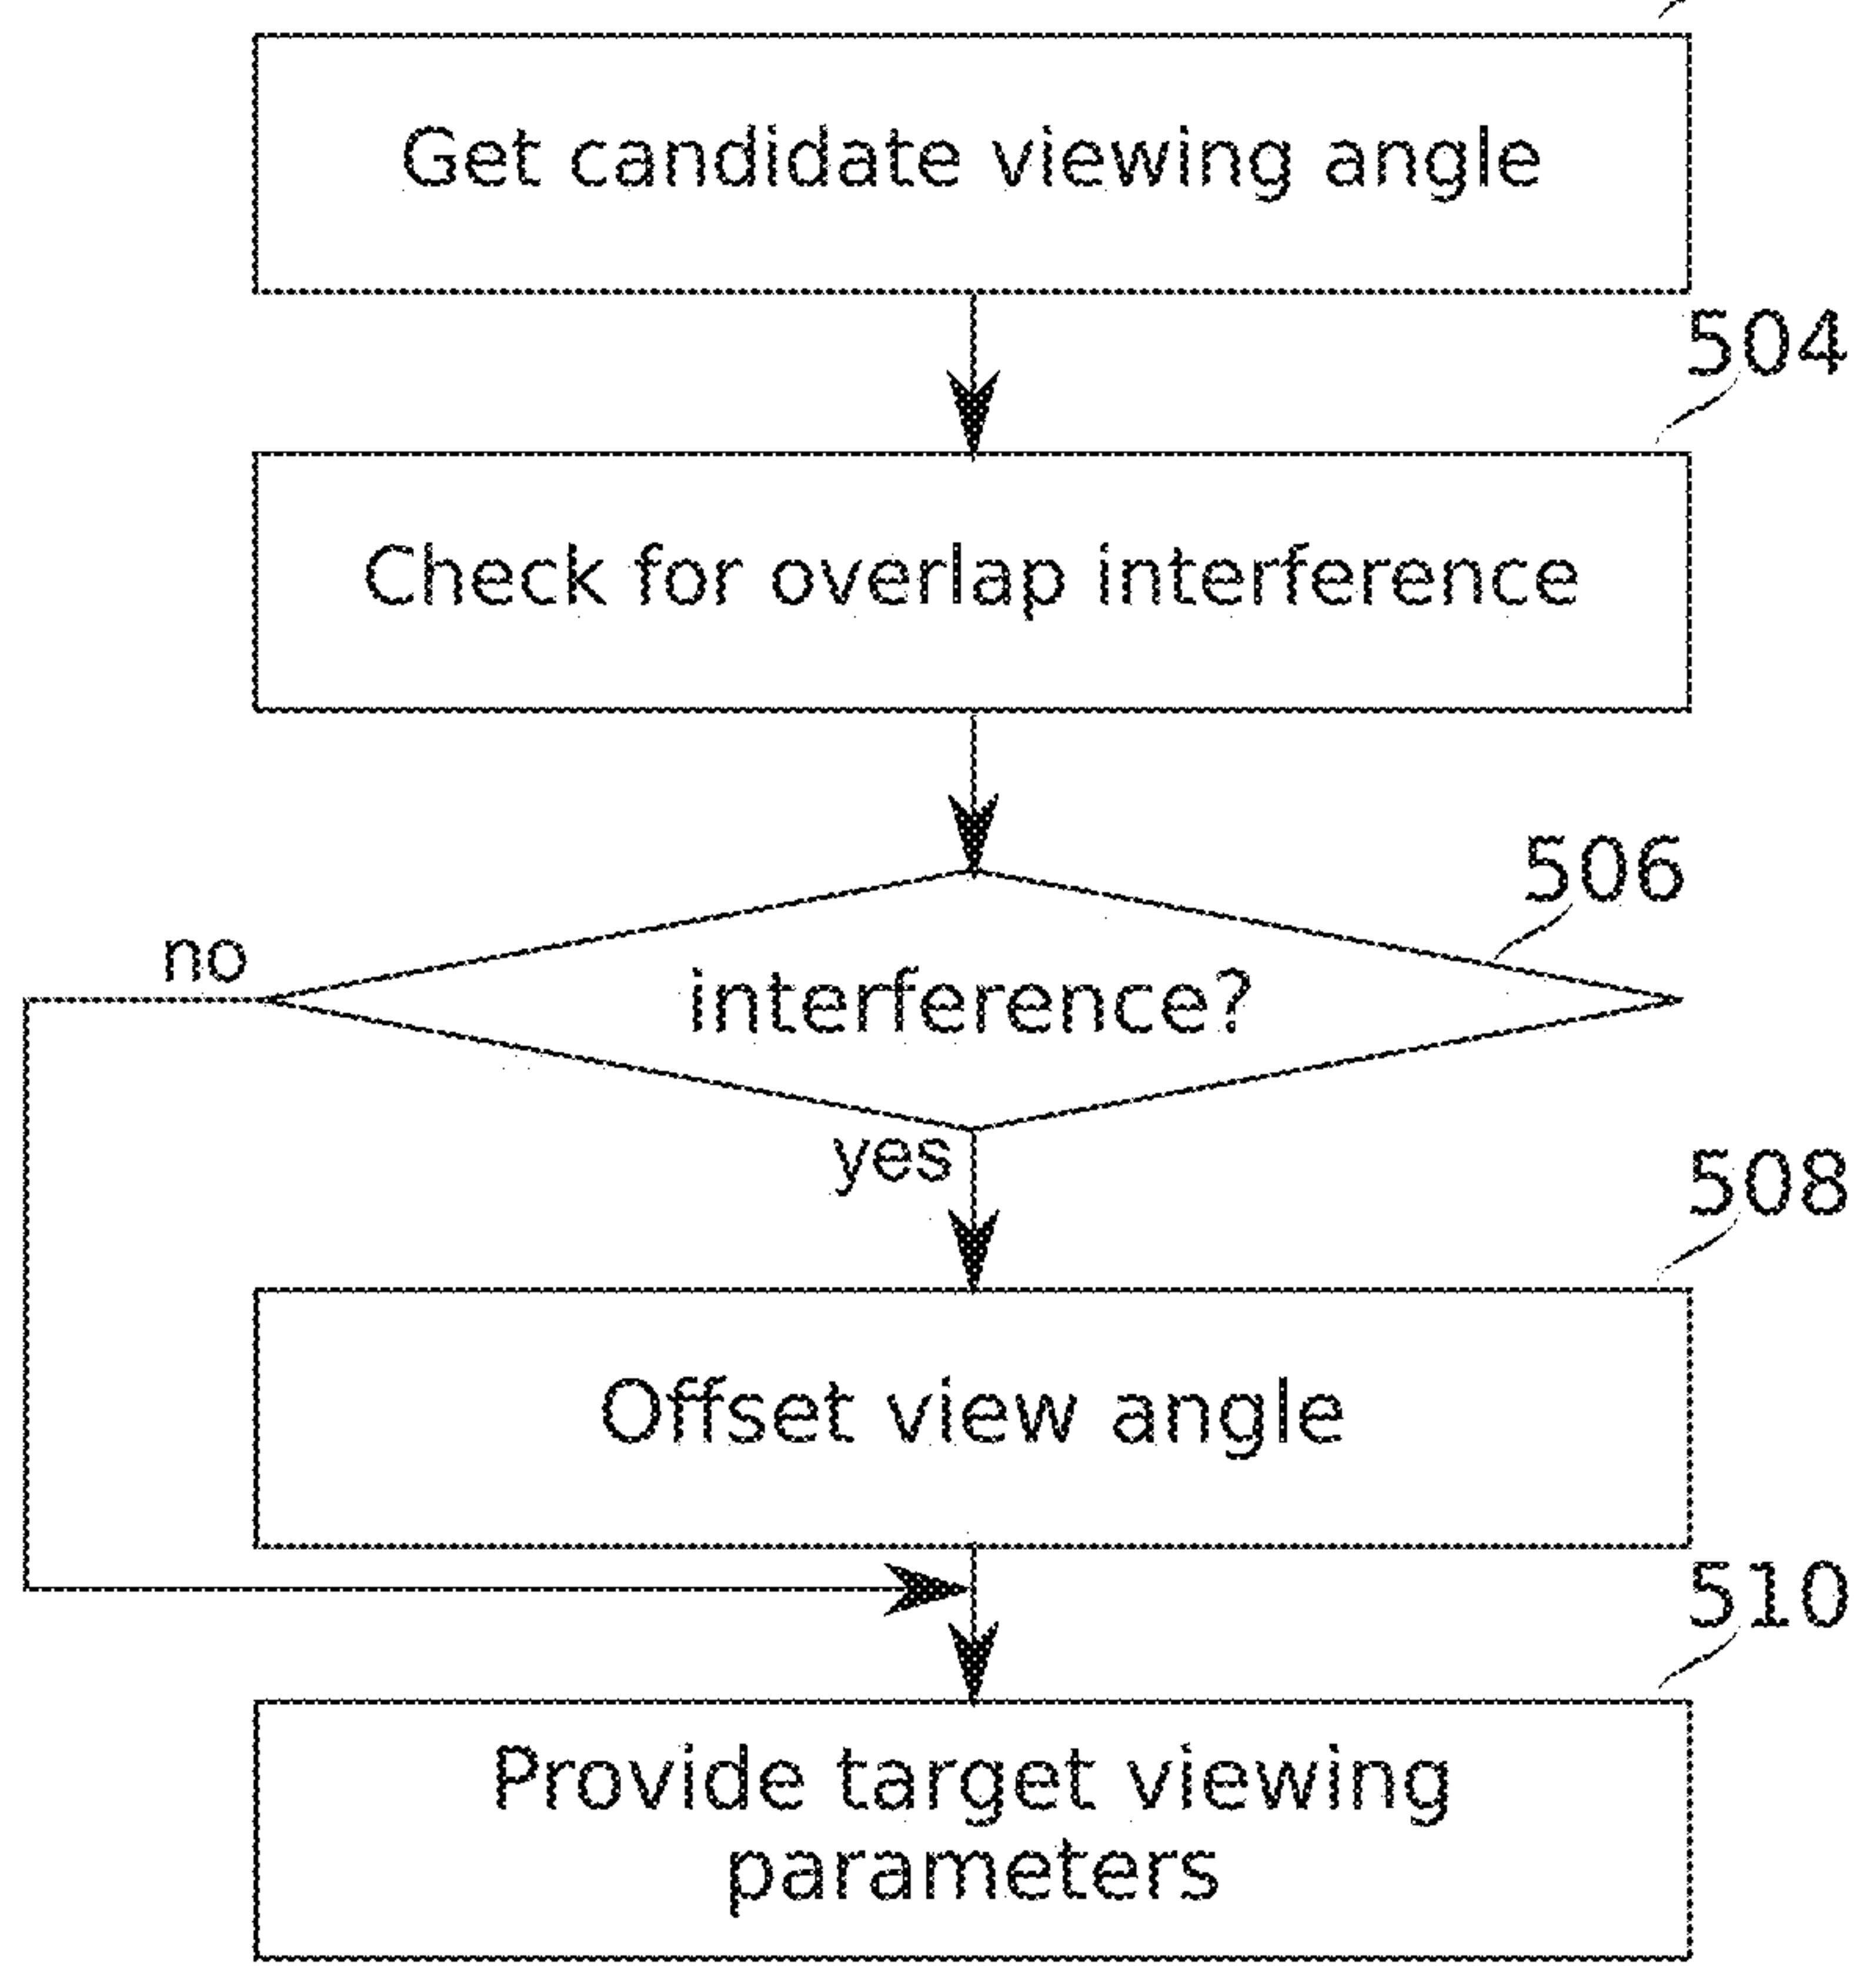 Get candidate viewing angle
504
Check for overlap interference
506
no
interference?
yes
508
Offset view angle
510
Provide target viewing
parameters